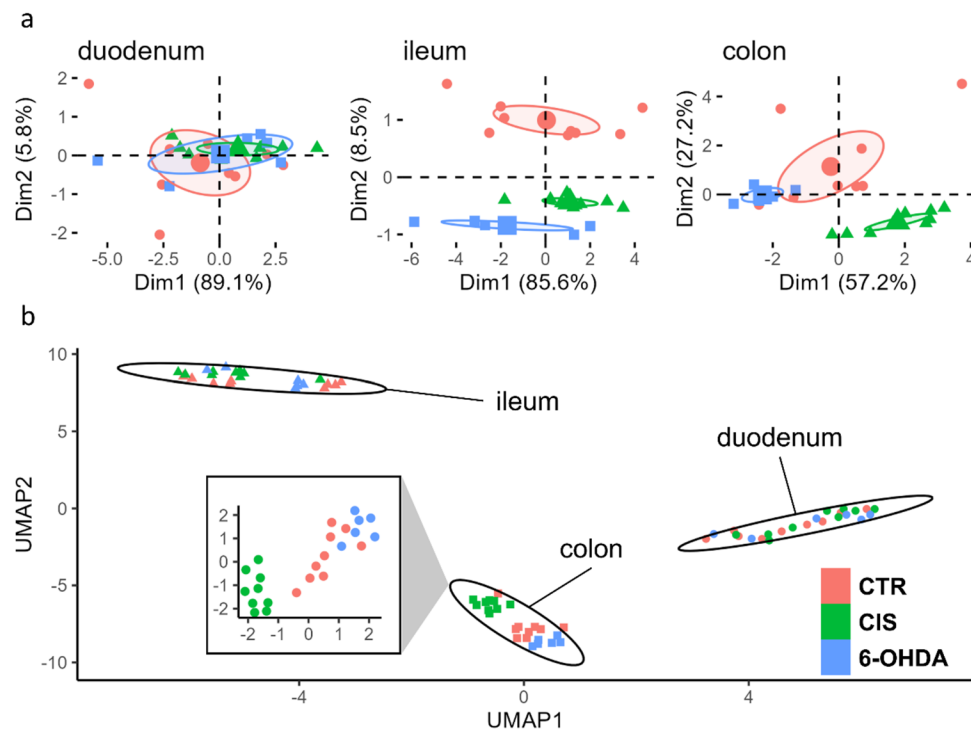 a
duodenum
ileum
colon
2
1
0
-1
-2
Dim2 (5.8%)
-5.0
-2.5
0.0
2.5
Dim1 (89.1%)
1
0
-1
Dim2 (8.5%)
-6
-4
-2
0
2
4
6
Dim1 (85.6%)
4
2
0
Dim2 (27.2%)
-2
0
2
4
Dim1 (57.2%)
b
10
5
0
-5
-10
UMAP2
ileum
duodenum
colon
2
1
0
-1
-2
-2
-1
0
1
2
CTR
CIS
6-OHDA
-4
0
4
UMAP1